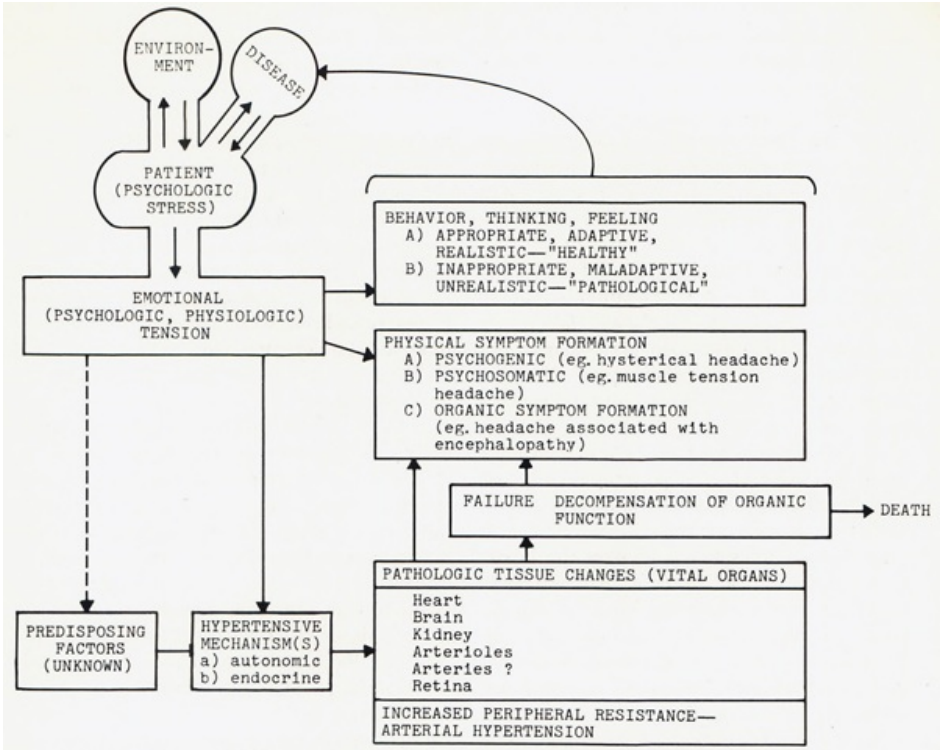 ENVIRON-
MENT
DISEASE
PATIENT
(PSYCHOLOGIC
STRESS)
EMOTIONAL
(PSYCHOLOGIC, PHYSIOLOGIC)
TENSION
BEHAVIOR, THINKING, FEELING
A) APPROPRIATE, ADAPTIVE,
REALISTIC—"HEALTHY"
B) INAPPROPRIATE, MALADAPTIVE,
UNREALISTIC—"PATHOLOGICAL"
PHYSICAL SYMPTOM FORMATION
A) PSYCHOGENIC (eg. hysterical headache)
B) PSYCHOSOMATIC (eg. muscle tension
headache)
C) ORGANIC SYMPTOM FORMATION
(eg. headache associated with
encephalopathy)
FAILURE DECOMPENSATION OF ORGANIC
FUNCTION
DEATH
PREDISPOSING
FACTORS
(UNKNOWN)
HYPERTENSIVE
MECHANISM(S)
a) autonomic
b) endocrine
PATHOLOGIC TISSUE CHANGES (VITAL ORGANS)
Heart
Brain
Kidney
Arterioles
Arteries ?
Retina
INCREASED PERIPHERAL RESISTANCE—
ARTERIAL HYPERTENSION